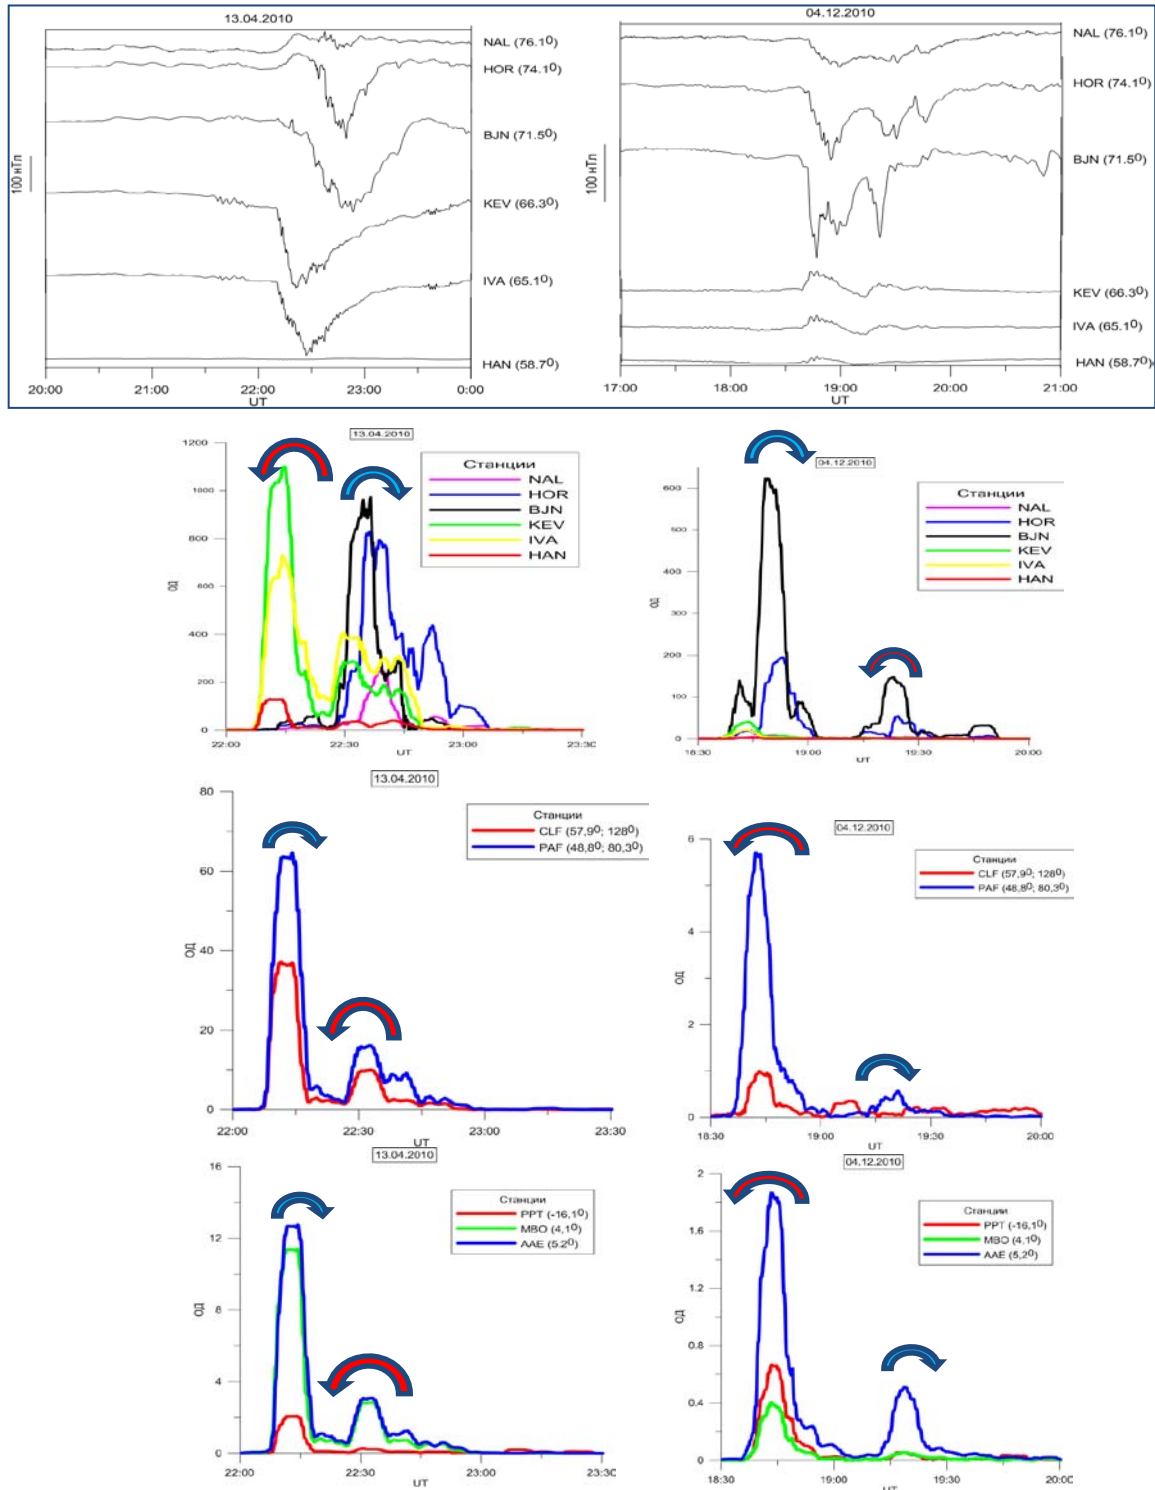 13.04.2010
NAL (76.1⁰)
HOR (74.1⁰)
BJN (71.5⁰)
KEV (66.3⁰)
IVA (65.1⁰)
HAN (58.7⁰)
100 нТл
20:00 21:00 22:00 23:00 0:00
UT
04.12.2010
NAL (76.1⁰)
HOR (74.1⁰)
BJN (71.5⁰)
KEV (66.3⁰)
IVA (65.1⁰)
HAN (58.7⁰)
100 нТл
17:00 18:00 19:00 20:00 21:00
UT
13.04.2010
Станции
NAL
HOR
BJN
KEV
IVA
HAN
1200
1000
800
600
400
200
0
ОД
22:00 22:30 23:00 23:30
UT
04.12.2010
Станции
NAL
HOR
BJN
KEV
IVA
HAN
600
500
400
300
200
100
0
ОД
18:30 19:00 19:30 20:00
UT
13.04.2010
Станции
CLF (57,9⁰; 128⁰)
PAF (48,8⁰; 80,3⁰)
80
60
40
20
0
ОД
22:00 22:30 23:00 23:30
UT
04.12.2010
Станции
CLF (57,9⁰; 128⁰)
PAF (48,8⁰; 80,3⁰)
6
4
2
0
ОД
18:30 19:00 19:30 20:00
UT
13.04.2010
Станции
PPT (-16,1⁰)
MBO (4,1⁰)
AAE (5,2⁰)
16
12
8
4
0
ОД
22:00 22:30 23:00 23:30
UT
04.12.2010
Станции
PPT (-16,1⁰)
MBO (4,1⁰)
AAE (5,2⁰)
2
1.6
1.2
0.8
0.4
0
ОД
18:30 19:00 19:30 20:00
UT